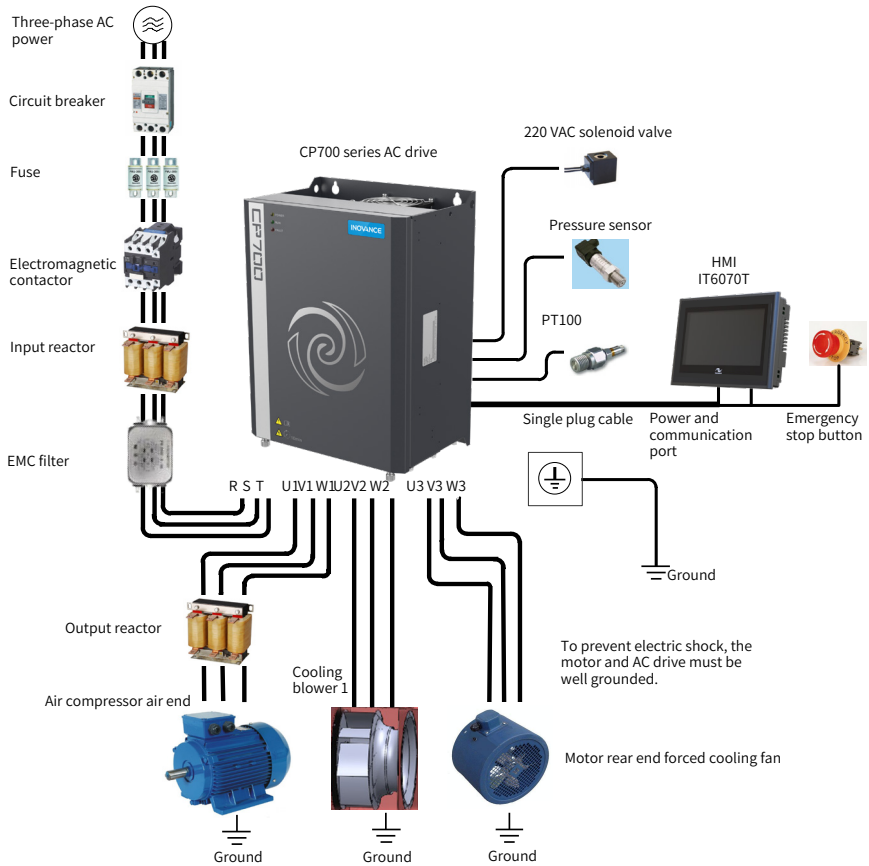 Three-phase AC
power
Circuit breaker
Fuse
Electromagnetic
contactor
Input reactor
EMC filter
CP700 series AC drive
CP700
INOVANCE
220 VAC solenoid valve
Pressure sensor
HMI
IT6070T
PT100
Single plug cable
Power and
communication
port
Emergency
stop button
R S T U1V1 W1U2V2 W2 U3 V3 W3
Ground
Output reactor
To prevent electric shock, the
motor and AC drive must be
well grounded.
Cooling
blower 1
Air compressor air end
Motor rear end forced cooling fan
Ground
Ground
Ground